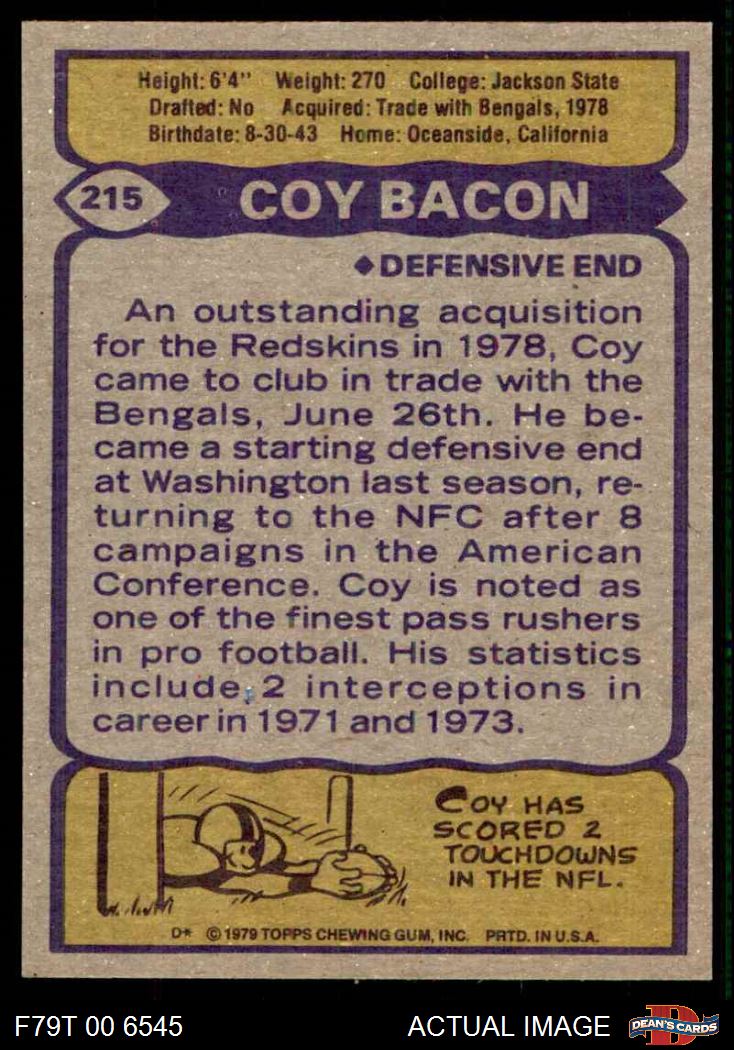 Height: 6'4" Weight: 270 College: Jackson State
Drafted: No Acquired: Trade with Bengals, 1978
Birthdate: 8-30-43 Home: Oceanside, California
215 COY BACON
◆DEFENSIVE END
An outstanding acquisition
for the Redskins in 1978, Coy
came to club in trade with the
Bengals, June 26th. He be-
came a starting defensive end
at Washington last season, re-
turning to the NFC after 8
campaigns in the American
Conference. Coy is noted as
one of the finest pass rushers
in pro football. His statistics
include 2 interceptions in
career in 1971 and 1973.
COY HAS
SCORED 2
TOUCHDOWNS
IN THE NFL.
D* © 1979 TOPPS CHEWING GUM, INC. PRTD. IN U.S.A.
F79T 00 6545 ACTUAL IMAGE D DEAN'S CARDS